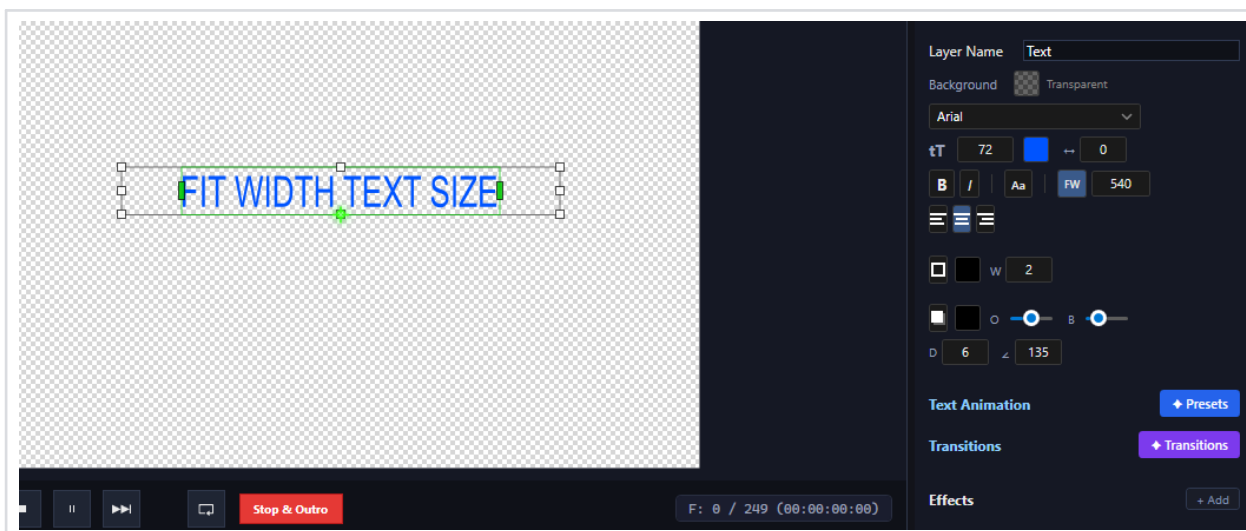 Layer Name Text
Background Transparent
Arial
tT 72 0
B I Aa FW 540
FIT WIDTH TEXT SIZE
W 2
O B
D 6 135
Text Animation Presets
Transitions Transitions
Effects + Add
Stop & Outro
F: 0 / 249 (00:00:00:00)